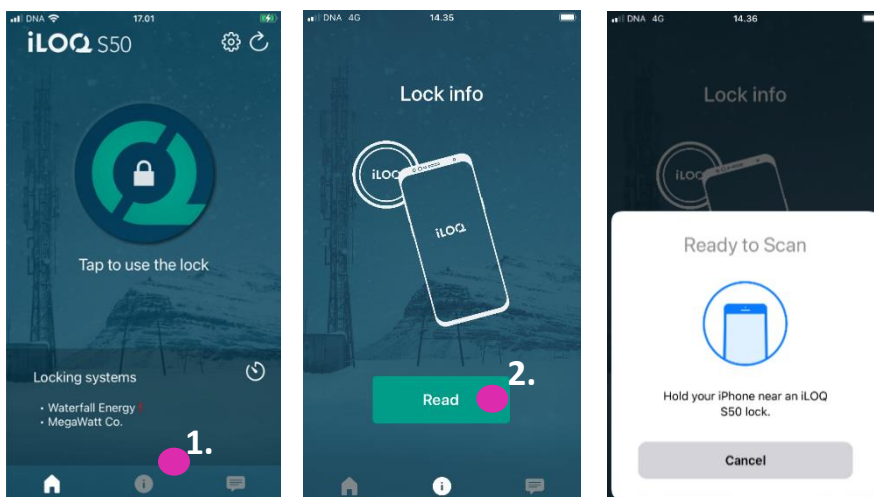 DNA 17.01
iLOQ S50
Tap to use the lock
Locking systems
• Waterfall Energy !
• MegaWatt Co.
1.
DNA 4G 14.35
Lock info
iLOQ
iLOQ
Read
2.
DNA 4G 14.36
Lock info
iLOQ
Ready to Scan
Hold your iPhone near an iLOQ
S50 lock.
Cancel